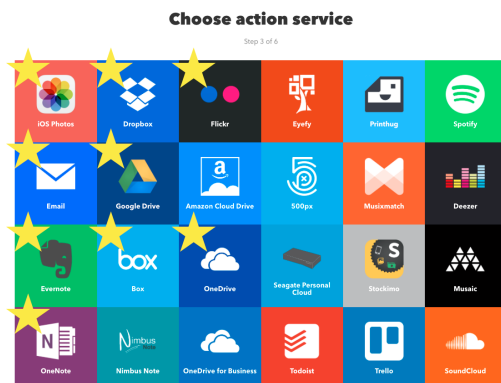 Choose action service
Step 3 of 6
iOS Photos
Dropbox
Flickr
Eyefy
Printhug
Spotify
Email
Google Drive
a
Amazon Cloud Drive
5
500px
Musixmatch
Deezer
Evernote
box
Box
OneDrive
Seagate Personal
Cloud
S
Stockimo
Musaic
N
OneNote
Nimbus
Note
Nimbus Note
OneDrive for Business
Todoist
Trello
SoundCloud